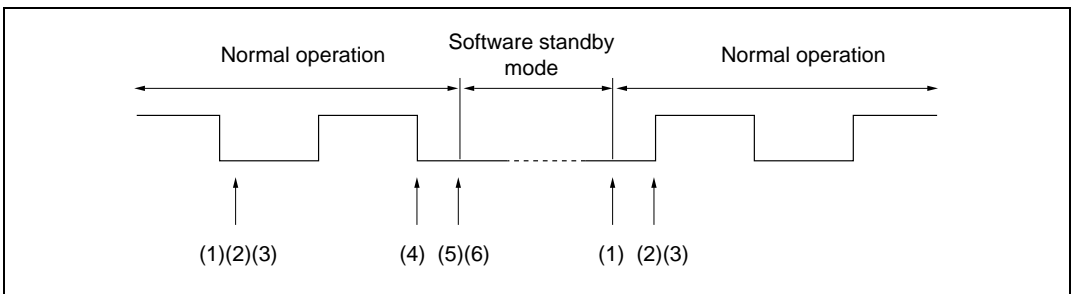 Normal operation
Software standby
mode
Normal operation
(1)(2)(3)
(4)
(5)(6)
(1)
(2)(3)